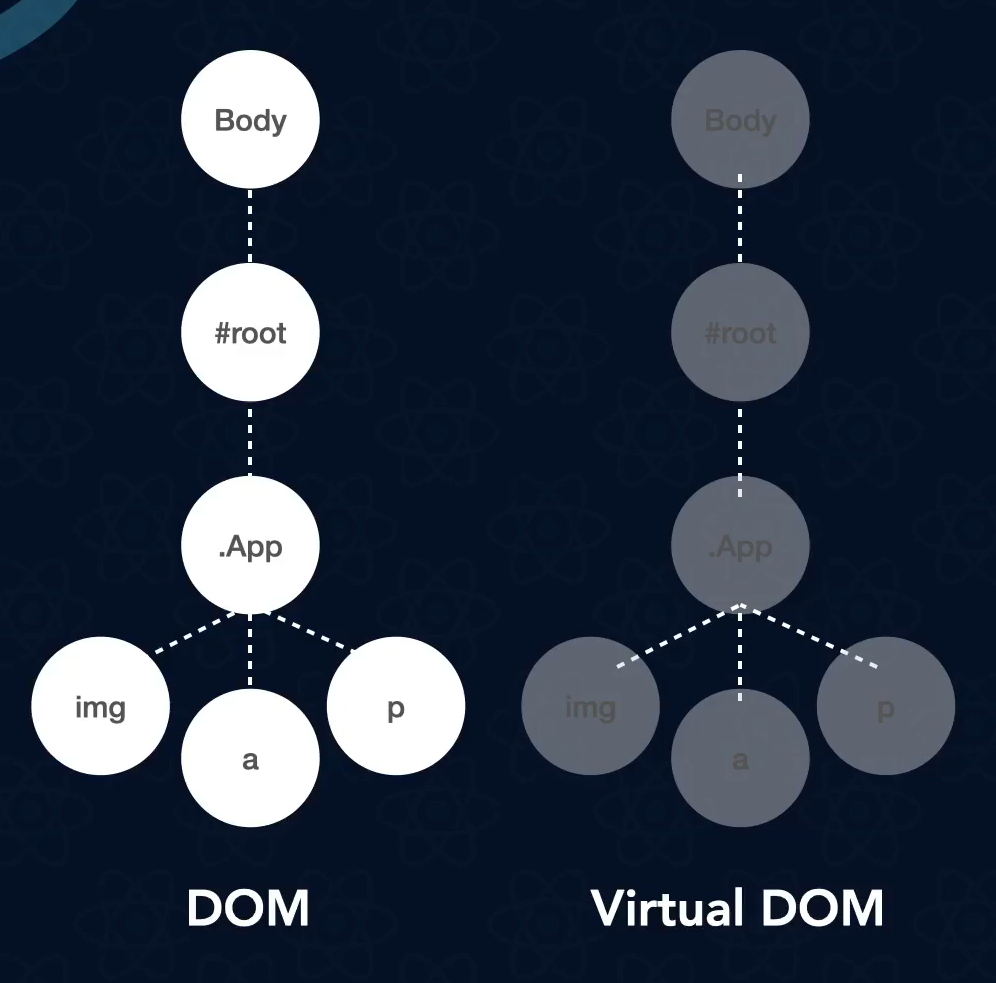 Body
#root
.App
img
a
p
DOM
Body
#root
.App
img
a
p
Virtual DOM